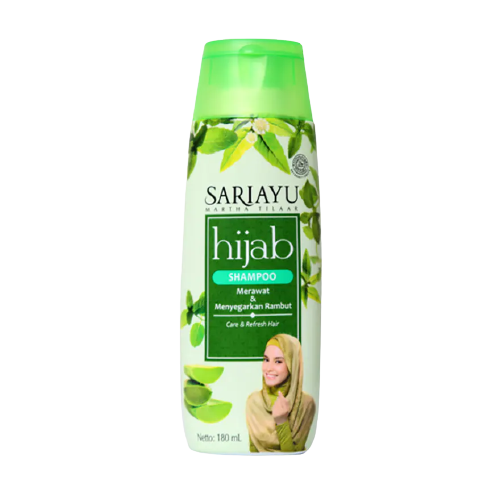 SARIAYU
MARTHA TILAAR
hijab
SHAMPOO
Merawat
&
Menyegarkan Rambut
Care & Refresh Hair
Netto: 180 ml.